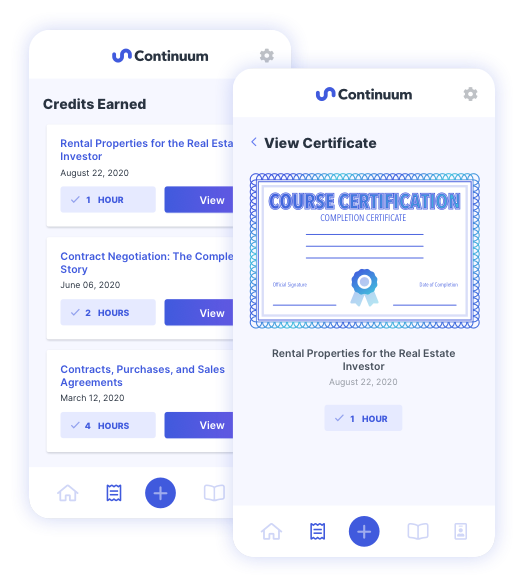 Continuum
Credits Earned
Rental Properties for the Real Esta
Investor
August 22, 2020
1 HOUR
View
Contract Negotiation: The Comple
Story
June 06, 2020
2 HOURS
View
Contracts, Purchases, and Sales
Agreements
March 12, 2020
4 HOURS
View
Continuum
View Certificate
COURSE CERTIFICATION
COMPLETION CERTIFICATE
Official Signature
Date of Completion
Rental Properties for the Real Estate
Investor
August 22, 2020
1 HOUR